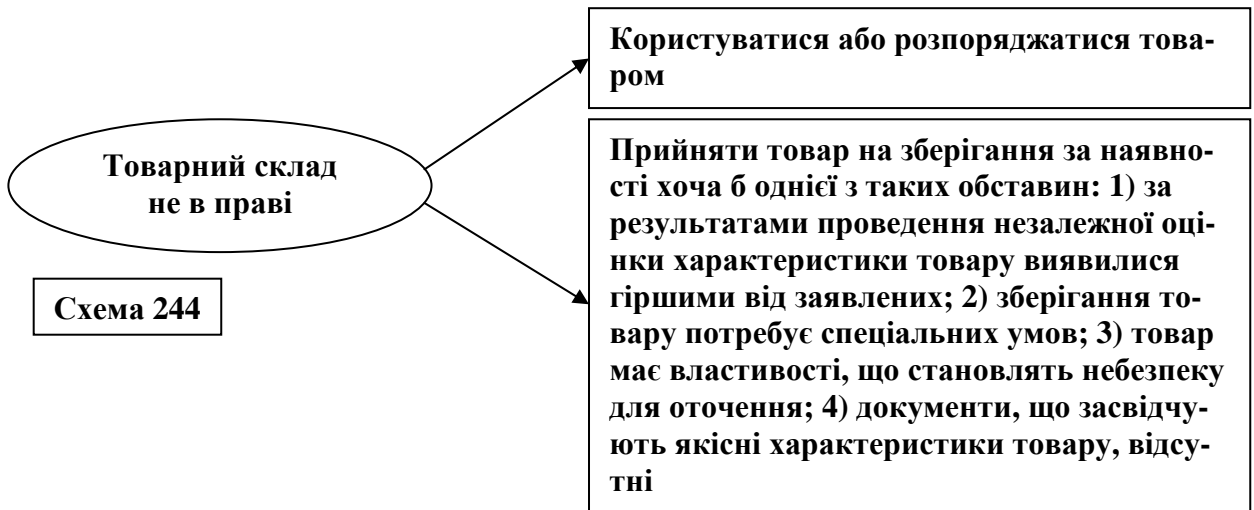 Користуватися або розпоряджатися това-
ром
Товарний склад
не в праві
Прийняти товар на зберігання за наявно-
сті хоча б однієї з таких обставин: 1) за
результатами проведення незалежної оці-
нки характеристики товару виявилися
гіршими від заявлених; 2) зберігання то-
вару потребує спеціальних умов; 3) товар
має властивості, що становлять небезпеку
для оточення; 4) документи, що засвідчу-
ють якісні характеристики товару, відсу-
тні
Схема 244